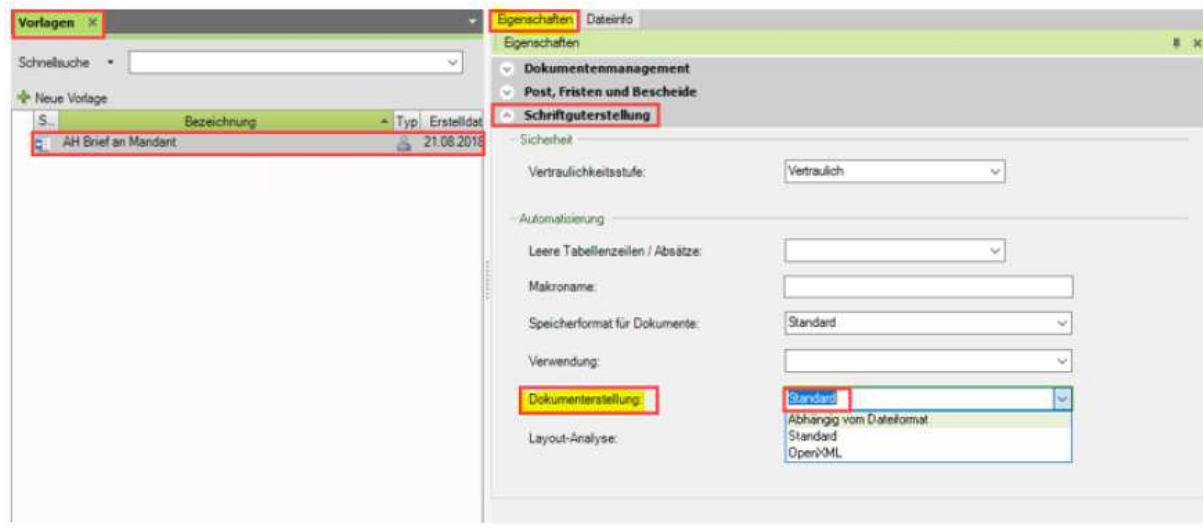 Vorlagen
Schnellsuche
Neue Vorlage
S... Bezeichnung Typ Erstelldat
AH Brief an Mandant 21.08.2018
Eigenschaften Dateiinfo
Eigenschaften
Dokumentenmanagement
Post, Fristen und Bescheide
Schriftguterstellung
Sicherheit
Vertraulichkeitsstufe: Vertraulich
Automatisierung
Leere Tabellenzeilen / Absätze:
Makroname:
Speicherformat für Dokumente: Standard
Verwendung:
Dokumenterstellung: Standard
Abhängig vom Dateiformat
Layout-Analyse: Standard
OpenXML